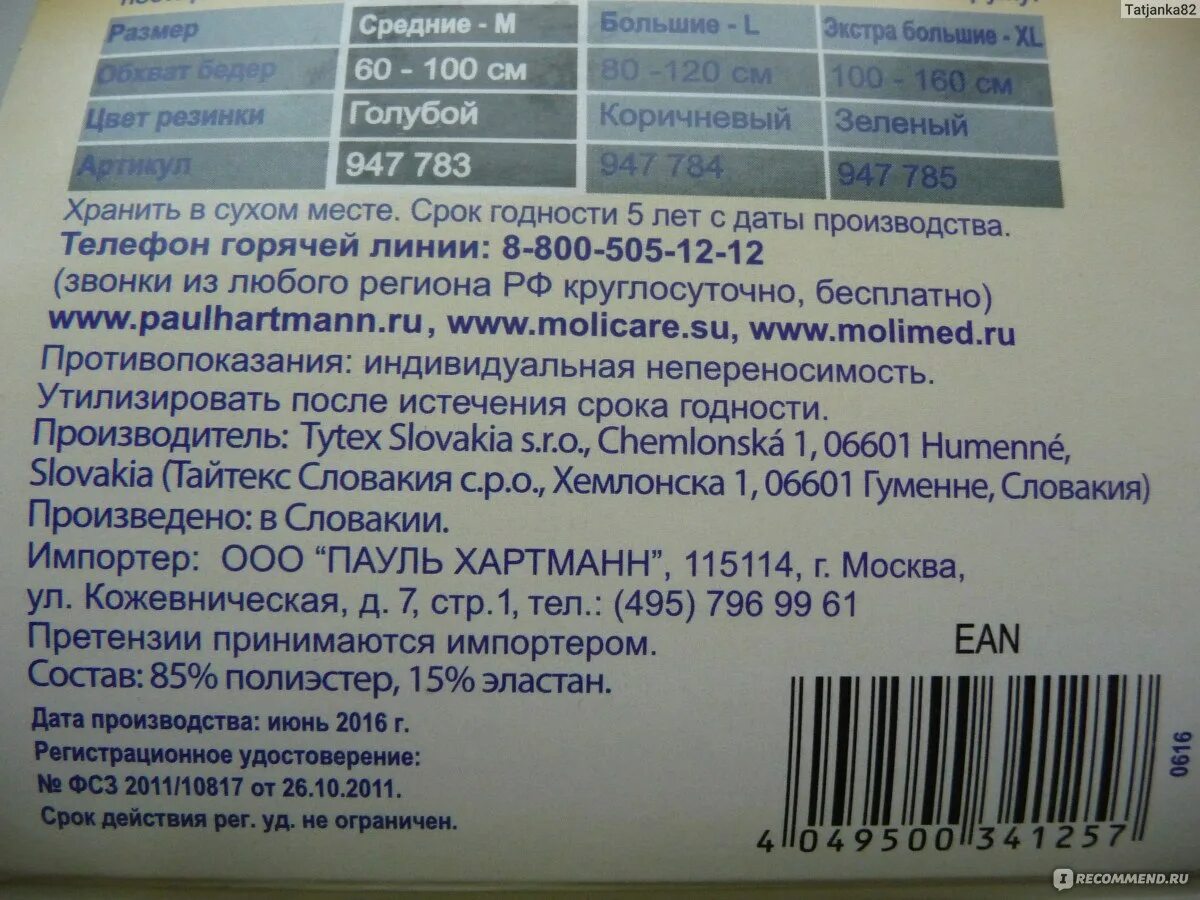 Tatjanka82
Размер Средние - M Большие - L Экстра большие - XL
Обхват бедер 60 - 100 см 80 -120 см 100 - 160 см
Цвет резинки Голубой Коричневый Зеленый
Артикул 947 783 947 784 947 785
Хранить в сухом месте. Срок годности 5 лет с даты производства.
Телефон горячей линии: 8-800-505-12-12
(звонки из любого региона РФ круглосуточно, бесплатно)
www.paulhartmann.ru, www.molicare.su, www.molimed.ru
Противопоказания: индивидуальная непереносимость.
Утилизировать после истечения срока годности.
Производитель: Tytex Slovakia s.r.o., Chemlonská 1, 06601 Humenné,
Slovakia (Тайтекс Словакия с.р.о., Хемлонска 1, 06601 Гуменне, Словакия)
Произведено: в Словакии.
Импортер: ООО "ПАУЛЬ ХАРТМАНН", 115114, г. Москва,
ул. Кожевническая, д. 7, стр.1, тел.: (495) 796 99 61
Претензии принимаются импортером.
Состав: 85% полиэстер, 15% эластан.
Дата производства: июнь 2016 г.
Регистрационное удостоверение:
№ ФСЗ 2011/10817 от 26.10.2011.
Срок действия рег. уд. не ограничен.
EAN
4 049500 341257
0616
IRECOMMEND.RU